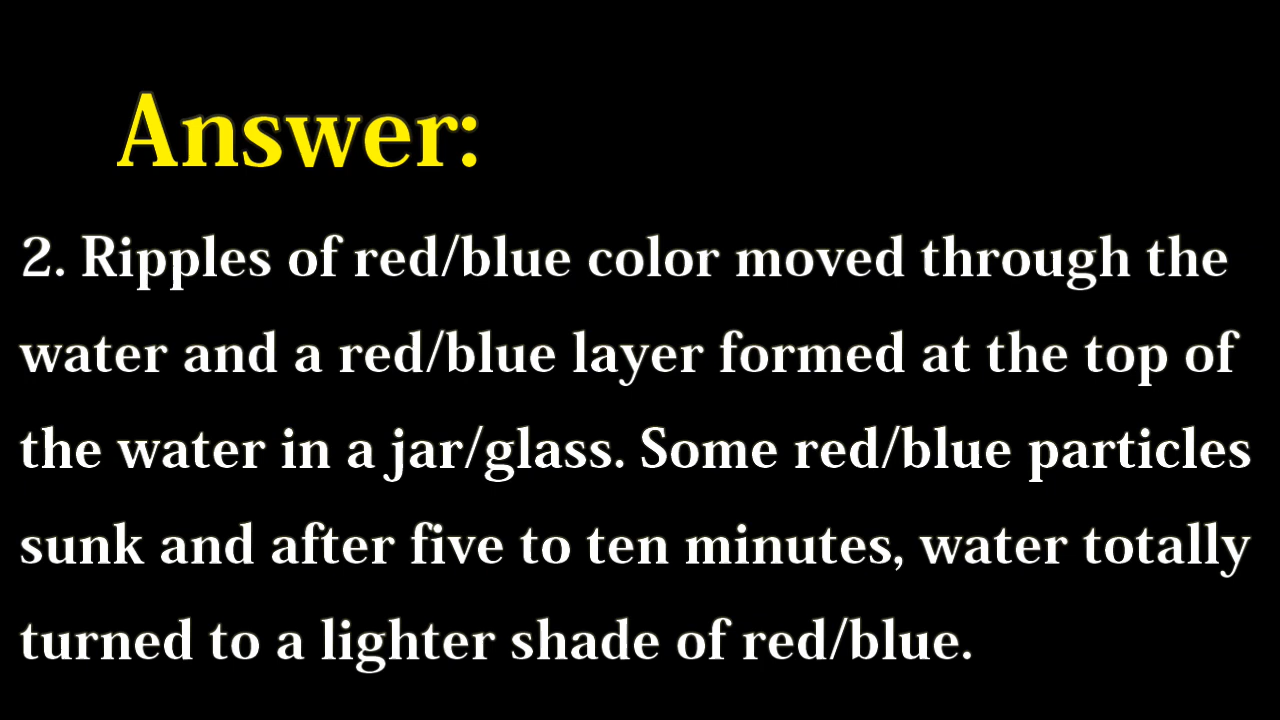 Answer:
2. Ripples of red/blue color moved through the
water and a red/blue layer formed at the top of
the water in a jar/glass. Some red/blue particles
sunk and after five to ten minutes, water totally
turned to a lighter shade of red/blue.